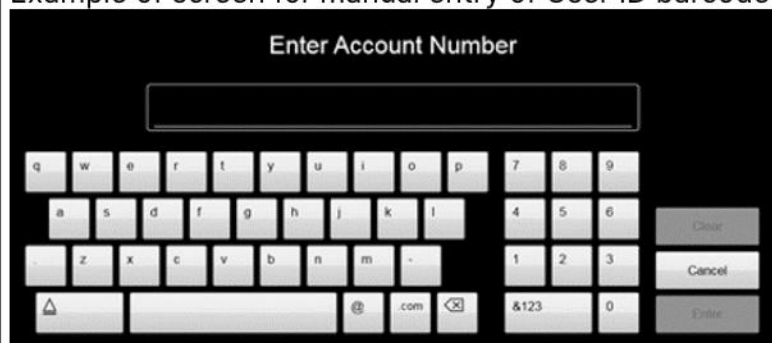 Example of screen for manual entry of User ID barcode
Enter Account Number
q w e r t y u i o p 7 8 9
a s d f g h j k l 4 5 6 Clear
. z x c v b n m - 1 2 3 Cancel
@ .com &123 0 Enter